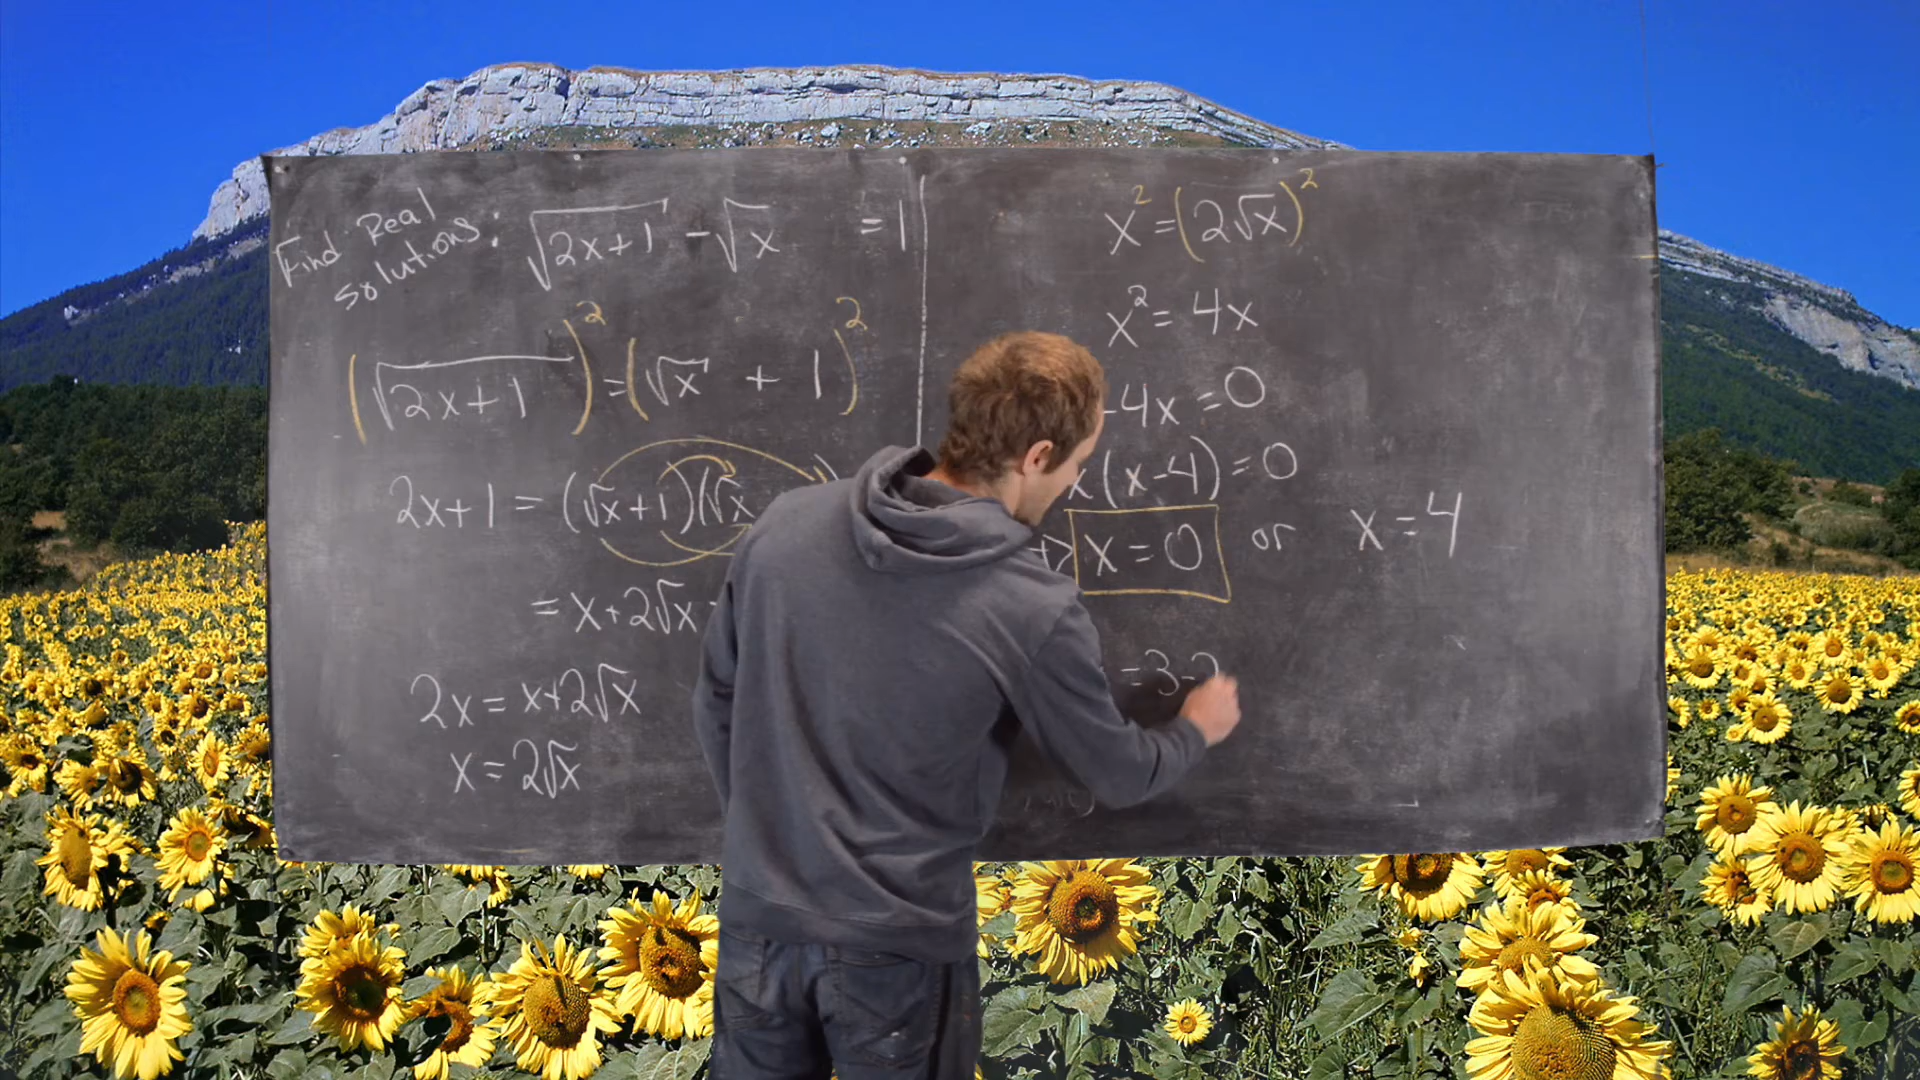 Find Real
solutions: √(2x+1) - √x = 1
(√(2x+1))² = (√x + 1)²
2x+1 = (√x+1)(√x
= x+2√x
2x = x+2√x
x = 2√x
x² = (2√x)²
x² = 4x
-4x = 0
x(x-4) = 0
x = 0 or x = 4
= 3 -